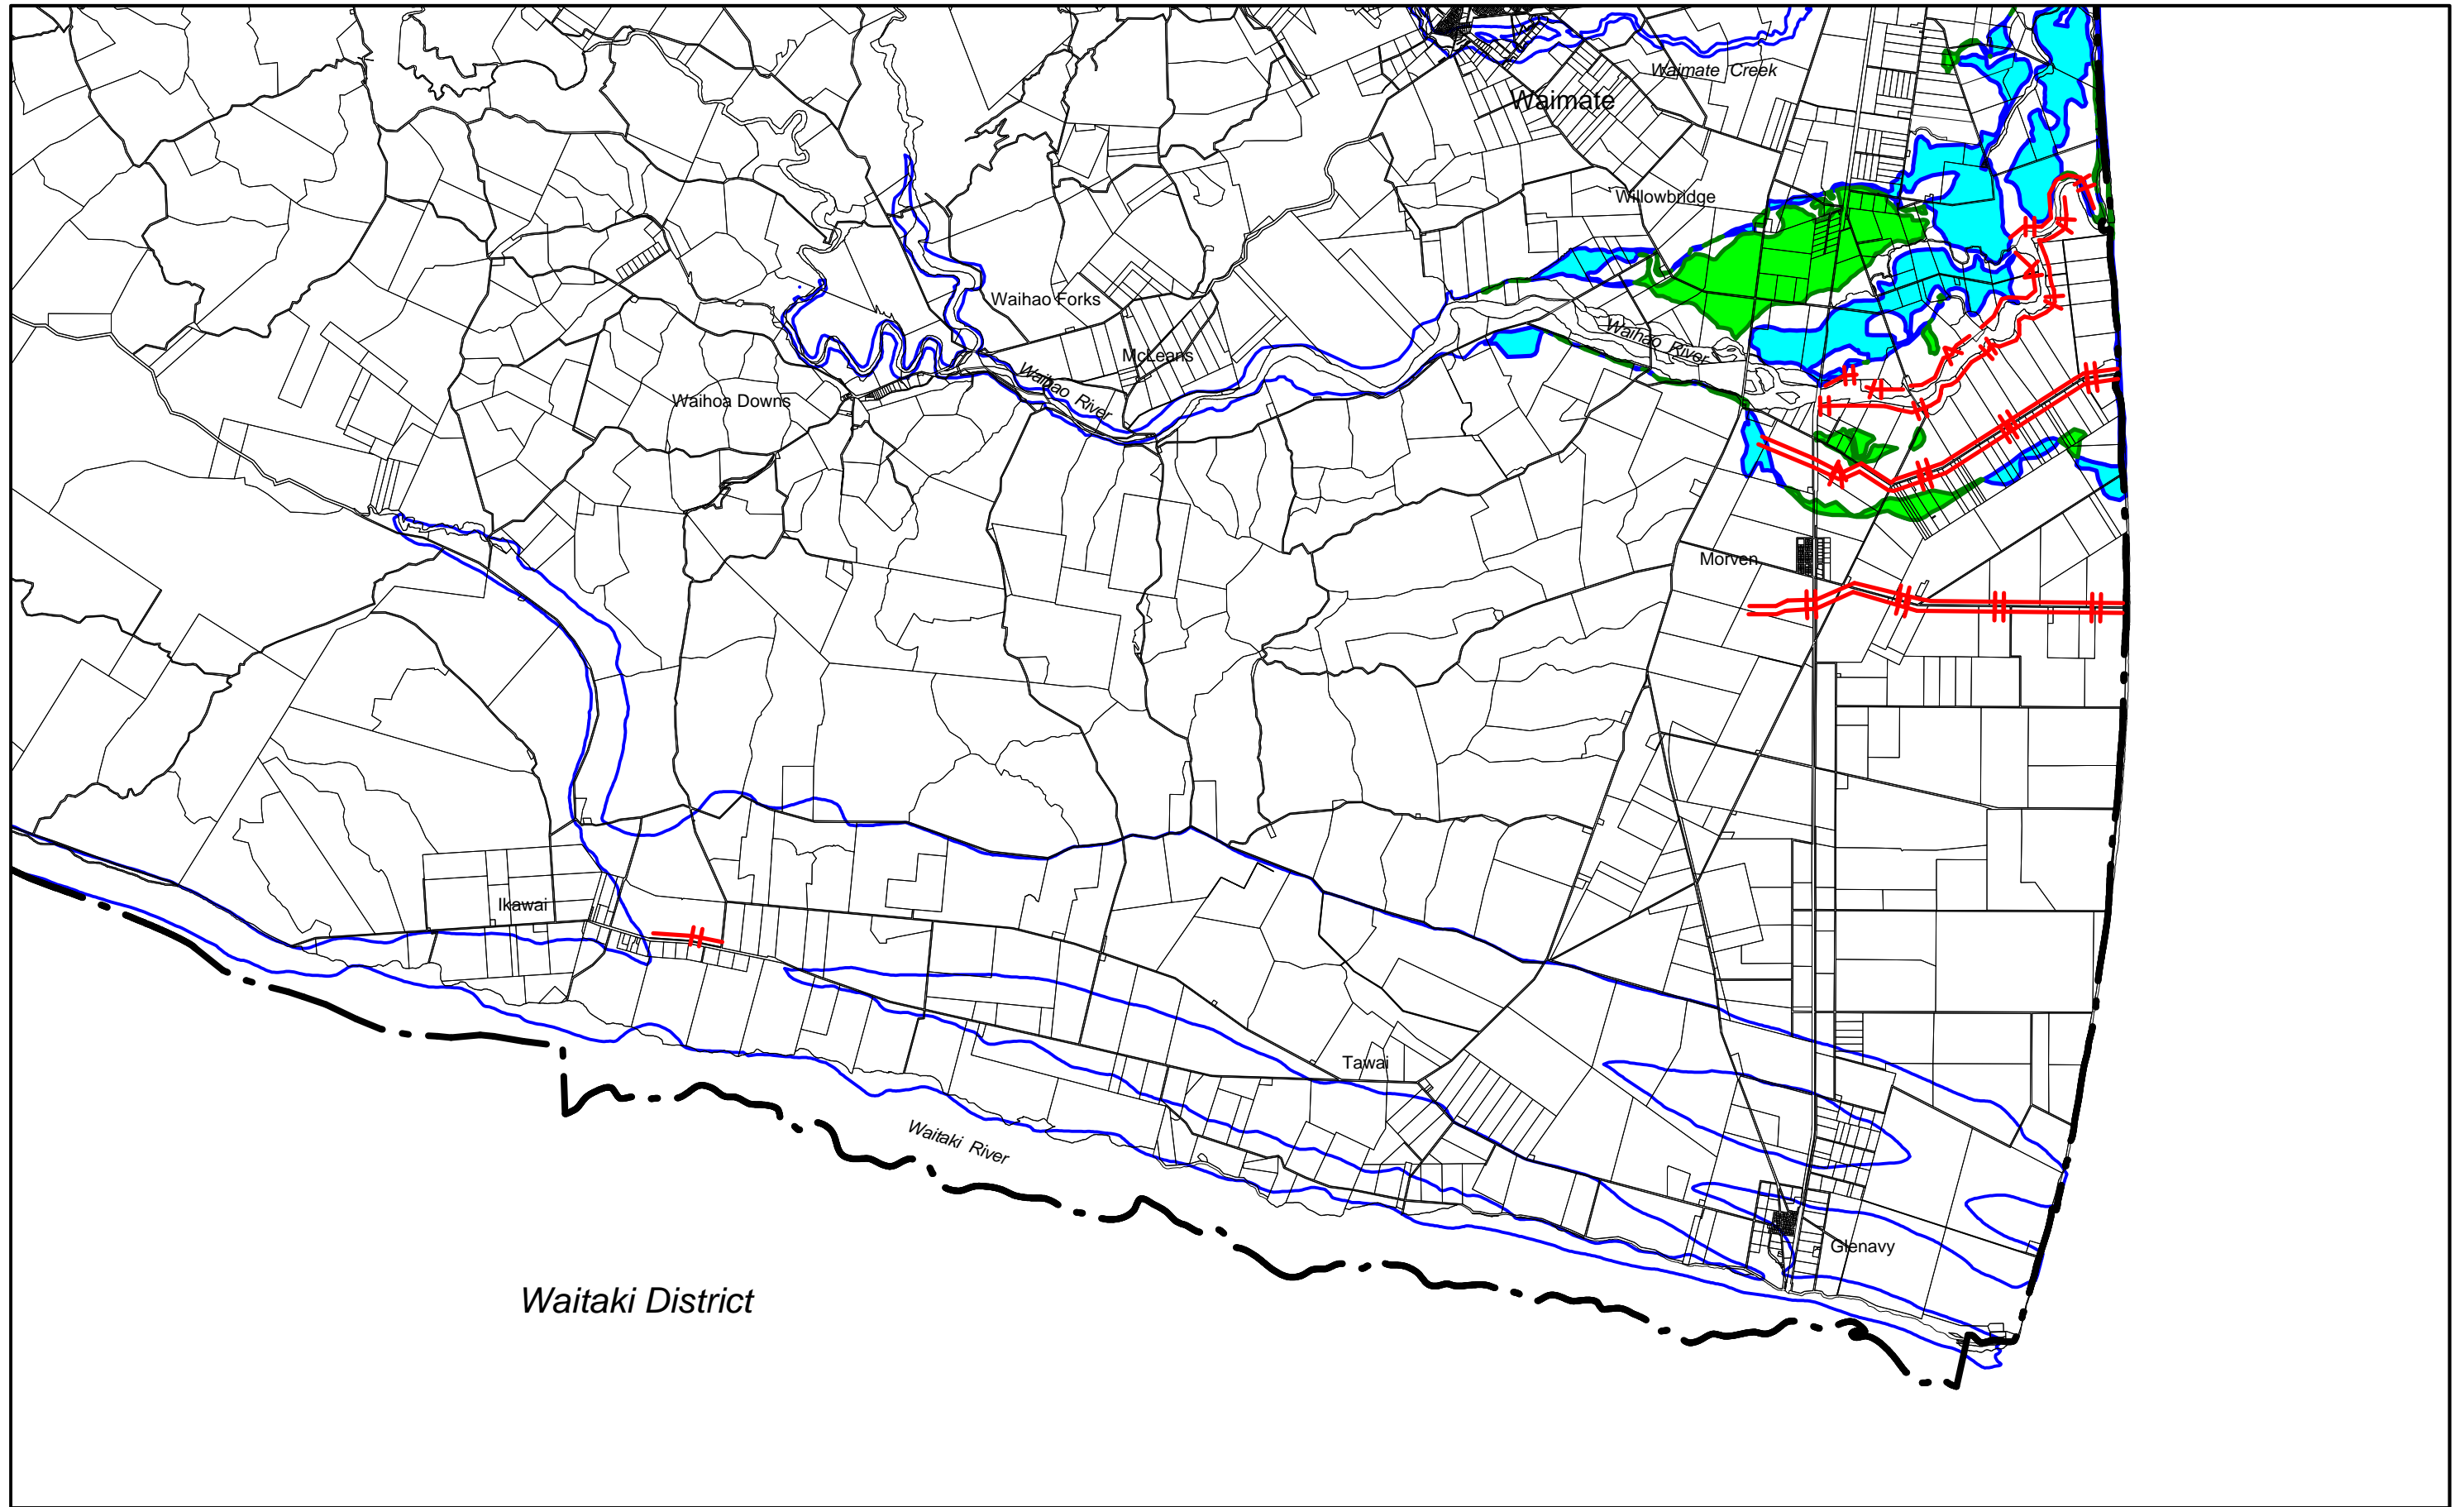 Waimate Creek
Waimate
Willowbridge
Waihao Forks
Waihao River
McLeans
Waihao River
Waihoa Downs
Morven
Ikawai
Tawai
Waitaki River
Glenavy
Waitaki District